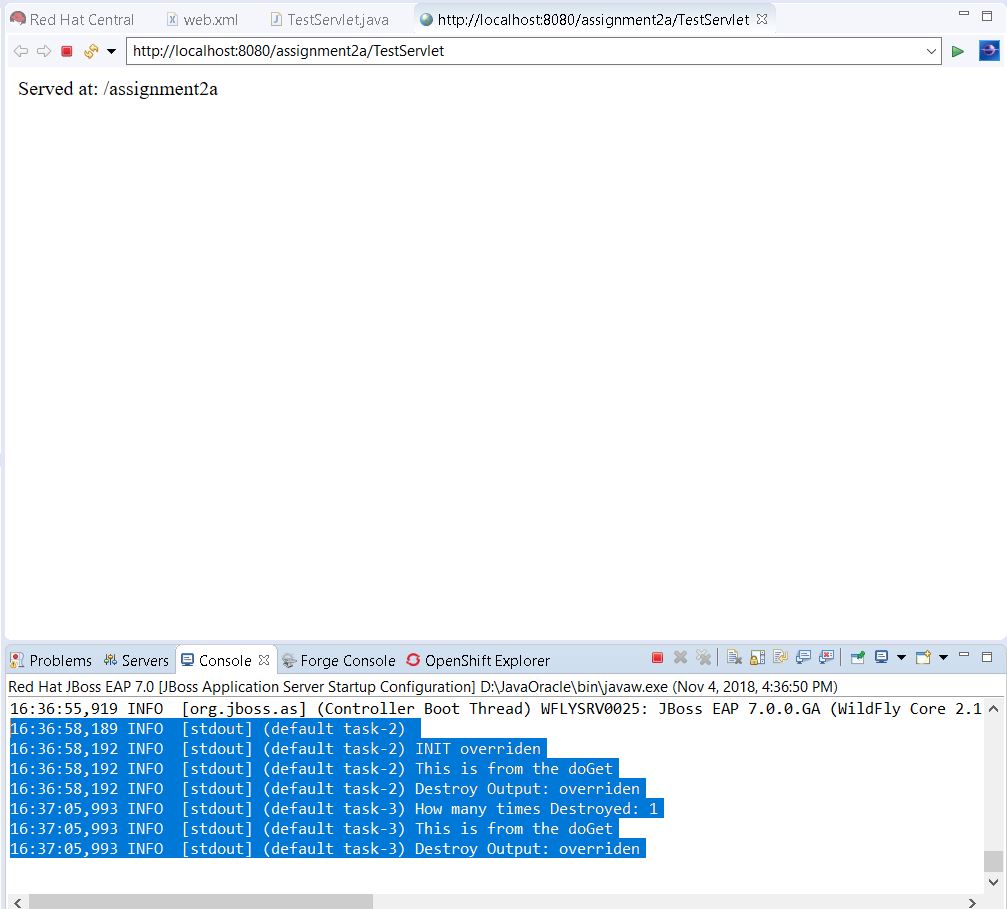 Red Hat Central web.xml TestServlet.java http://localhost:8080/assignment2a/TestServlet
http://localhost:8080/assignment2a/TestServlet
Served at: /assignment2a
Problems Servers Console Forge Console OpenShift Explorer
Red Hat JBoss EAP 7.0 [JBoss Application Server Startup Configuration] D:\JavaOracle\bin\javaw.exe (Nov 4, 2018, 4:36:50 PM)
16:36:55,919 INFO [org.jboss.as] (Controller Boot Thread) WFLYSRV0025: JBoss EAP 7.0.0.GA (WildFly Core 2.1
16:36:58,189 INFO [stdout] (default task-2)
16:36:58,192 INFO [stdout] (default task-2) INIT overriden
16:36:58,192 INFO [stdout] (default task-2) This is from the doGet
16:36:58,192 INFO [stdout] (default task-2) Destroy Output: overriden
16:37:05,993 INFO [stdout] (default task-3) How many times Destroyed: 1
16:37:05,993 INFO [stdout] (default task-3) This is from the doGet
16:37:05,993 INFO [stdout] (default task-3) Destroy Output: overriden